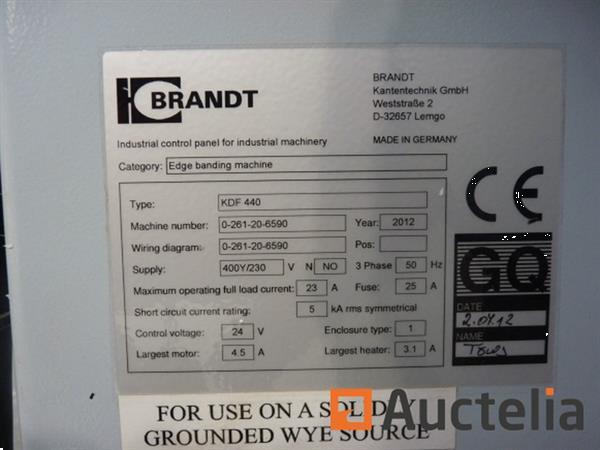 BRANDT
BRANDT
Kantentechnik GmbH
Weststraße 2
D-32657 Lemgo
Industrial control panel for industrial machinery
MADE IN GERMANY
Category: Edge banding machine
Type: KDF 440
Machine number: 0-261-20-6590 Year: 2012
Wiring diagram: 0-261-20-6590 Pos:
Supply: 400Y/230 V N NO 3 Phase 50 Hz
Maximum operating full load current: 23 A Fuse: 25 A
Short circuit current rating: 5 kA rms symmetrical
Control voltage: 24 V Enclosure type: 1
Largest motor: 4.5 A Largest heater: 3.1 A
CE
GQ
DATE
2.04.12
NAME
FOR USE ON A SOLIDLY
GROUNDED WYE SOURCE
Auctelia